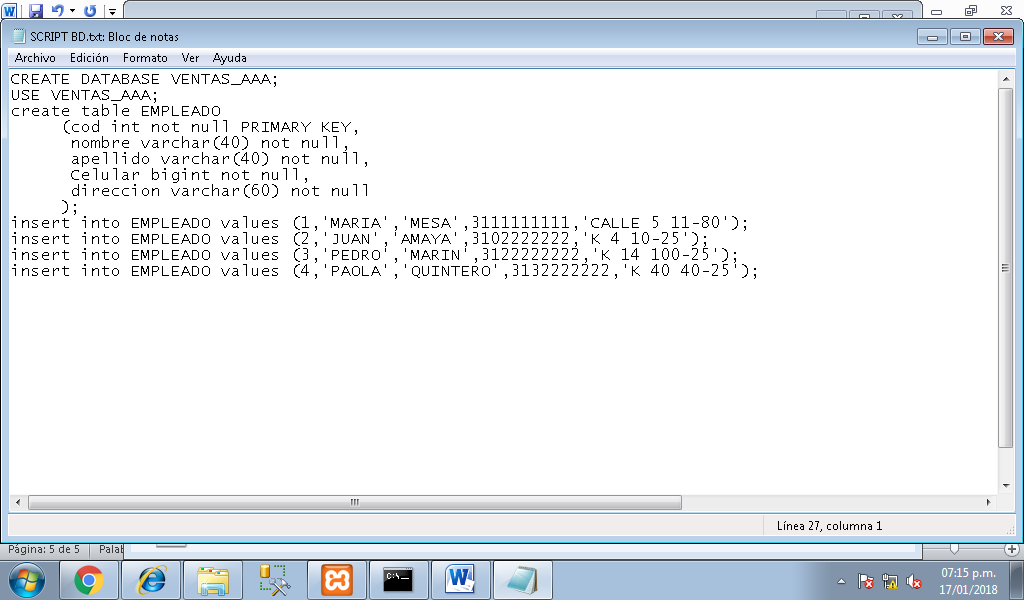 SCRIPT BD.txt: Bloc de notas
Archivo Edición Formato Ver Ayuda
CREATE DATABASE VENTAS_AAA;
USE VENTAS_AAA;
create table EMPLEADO
(cod int not null PRIMARY KEY,
nombre varchar(40) not null,
apellido varchar(40) not null,
Celular bigint not null,
direccion varchar(60) not null
);
insert into EMPLEADO values (1,'MARIA','MESA',3111111111,'CALLE 5 11-80');
insert into EMPLEADO values (2,'JUAN','AMAYA',3102222222,'K 4 10-25');
insert into EMPLEADO values (3,'PEDRO','MARIN',3122222222,'K 14 100-25');
insert into EMPLEADO values (4,'PAOLA','QUINTERO',3132222222,'K 40 40-25');
Línea 27, columna 1
Página: 5 de 5 Palab
C:\
07:15 p.m.
17/01/2018